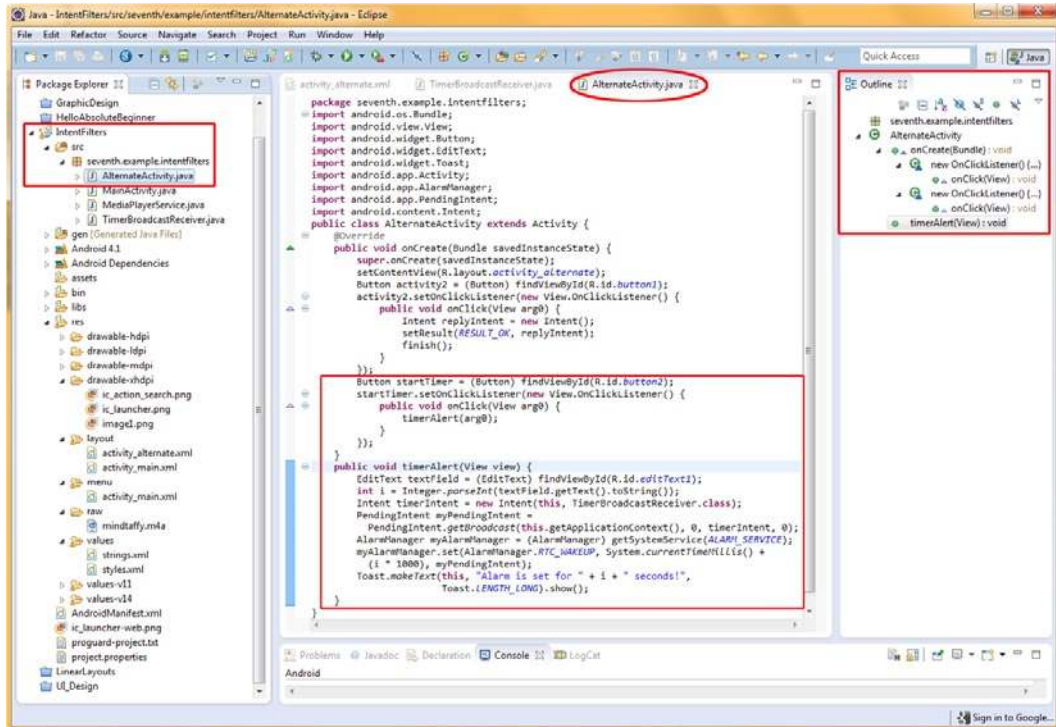 Java - IntentFilters/src/seventh/example/intentfilters/AlternateActivity.java - Eclipse
File Edit Refactor Source Navigate Search Project Run Window Help
Quick Access
Java
Package Explorer
GraphicDesign
HelloAbsoluteBeginner
IntentFilters
src
seventh.example.intentfilters
AlternateActivity.java
MainActivity.java
MediaPlayerService.java
TimerBroadcastReceiver.java
gen [Generated Java Files]
Android 4.1
Android Dependencies
assets
bin
libs
res
drawable-hdpi
drawable-ldpi
drawable-mdpi
drawable-xhdpi
ic_action_search.png
ic_launcher.png
image1.png
layout
activity_alternate.xml
activity_main.xml
menu
activity_main.xml
raw
mindtaffy.m4a
values
strings.xml
styles.xml
values-v11
values-v14
AndroidManifest.xml
ic_launcher-web.png
proguard-project.txt
project.properties
LinearLayouts
UI_Design
activity_alternate.xml
TimerBroadcastReceiver.java
AlternateActivity.java
package seventh.example.intentfilters;
import android.os.Bundle;
import android.view.View;
import android.widget.Button;
import android.widget.EditText;
import android.widget.Toast;
import android.app.Activity;
import android.app.AlarmManager;
import android.app.PendingIntent;
import android.content.Intent;
public class AlternateActivity extends Activity {
@Override
public void onCreate(Bundle savedInstanceState) {
super.onCreate(savedInstanceState);
setContentView(R.layout.activity_alternate);
Button activity2 = (Button) findViewById(R.id.button1);
activity2.setOnClickListener(new View.OnClickListener() {
public void onClick(View arg0) {
Intent replyIntent = new Intent();
setResult(RESULT_OK, replyIntent);
finish();
}
});
Button startTimer = (Button) findViewById(R.id.button2);
startTimer.setOnClickListener(new View.OnClickListener() {
public void onClick(View arg0) {
timerAlert(arg0);
}
});
}
public void timerAlert(View view) {
EditText textField = (EditText) findViewById(R.id.editText1);
int i = Integer.parseInt(textField.getText().toString());
Intent timerIntent = new Intent(this, TimerBroadcastReceiver.class);
PendingIntent myPendingIntent =
PendingIntent.getBroadcast(this.getApplicationContext(), 0, timerIntent, 0);
AlarmManager myAlarmManager = (AlarmManager) getSystemService(ALARM_SERVICE);
myAlarmManager.set(AlarmManager.RTC_WAKEUP, System.currentTimeMillis() +
(i * 1000), myPendingIntent);
Toast.makeText(this, "Alarm is set for " + i + " seconds!",
Toast.LENGTH_LONG).show();
}
}
Outline
seventh.example.intentfilters
AlternateActivity
onCreate(Bundle) : void
new OnClickListener() {...}
onClick(View) : void
new OnClickListener() {...}
onClick(View) : void
timerAlert(View) : void
Problems @ Javadoc Declaration Console LogCat
Android
Sign in to Google...